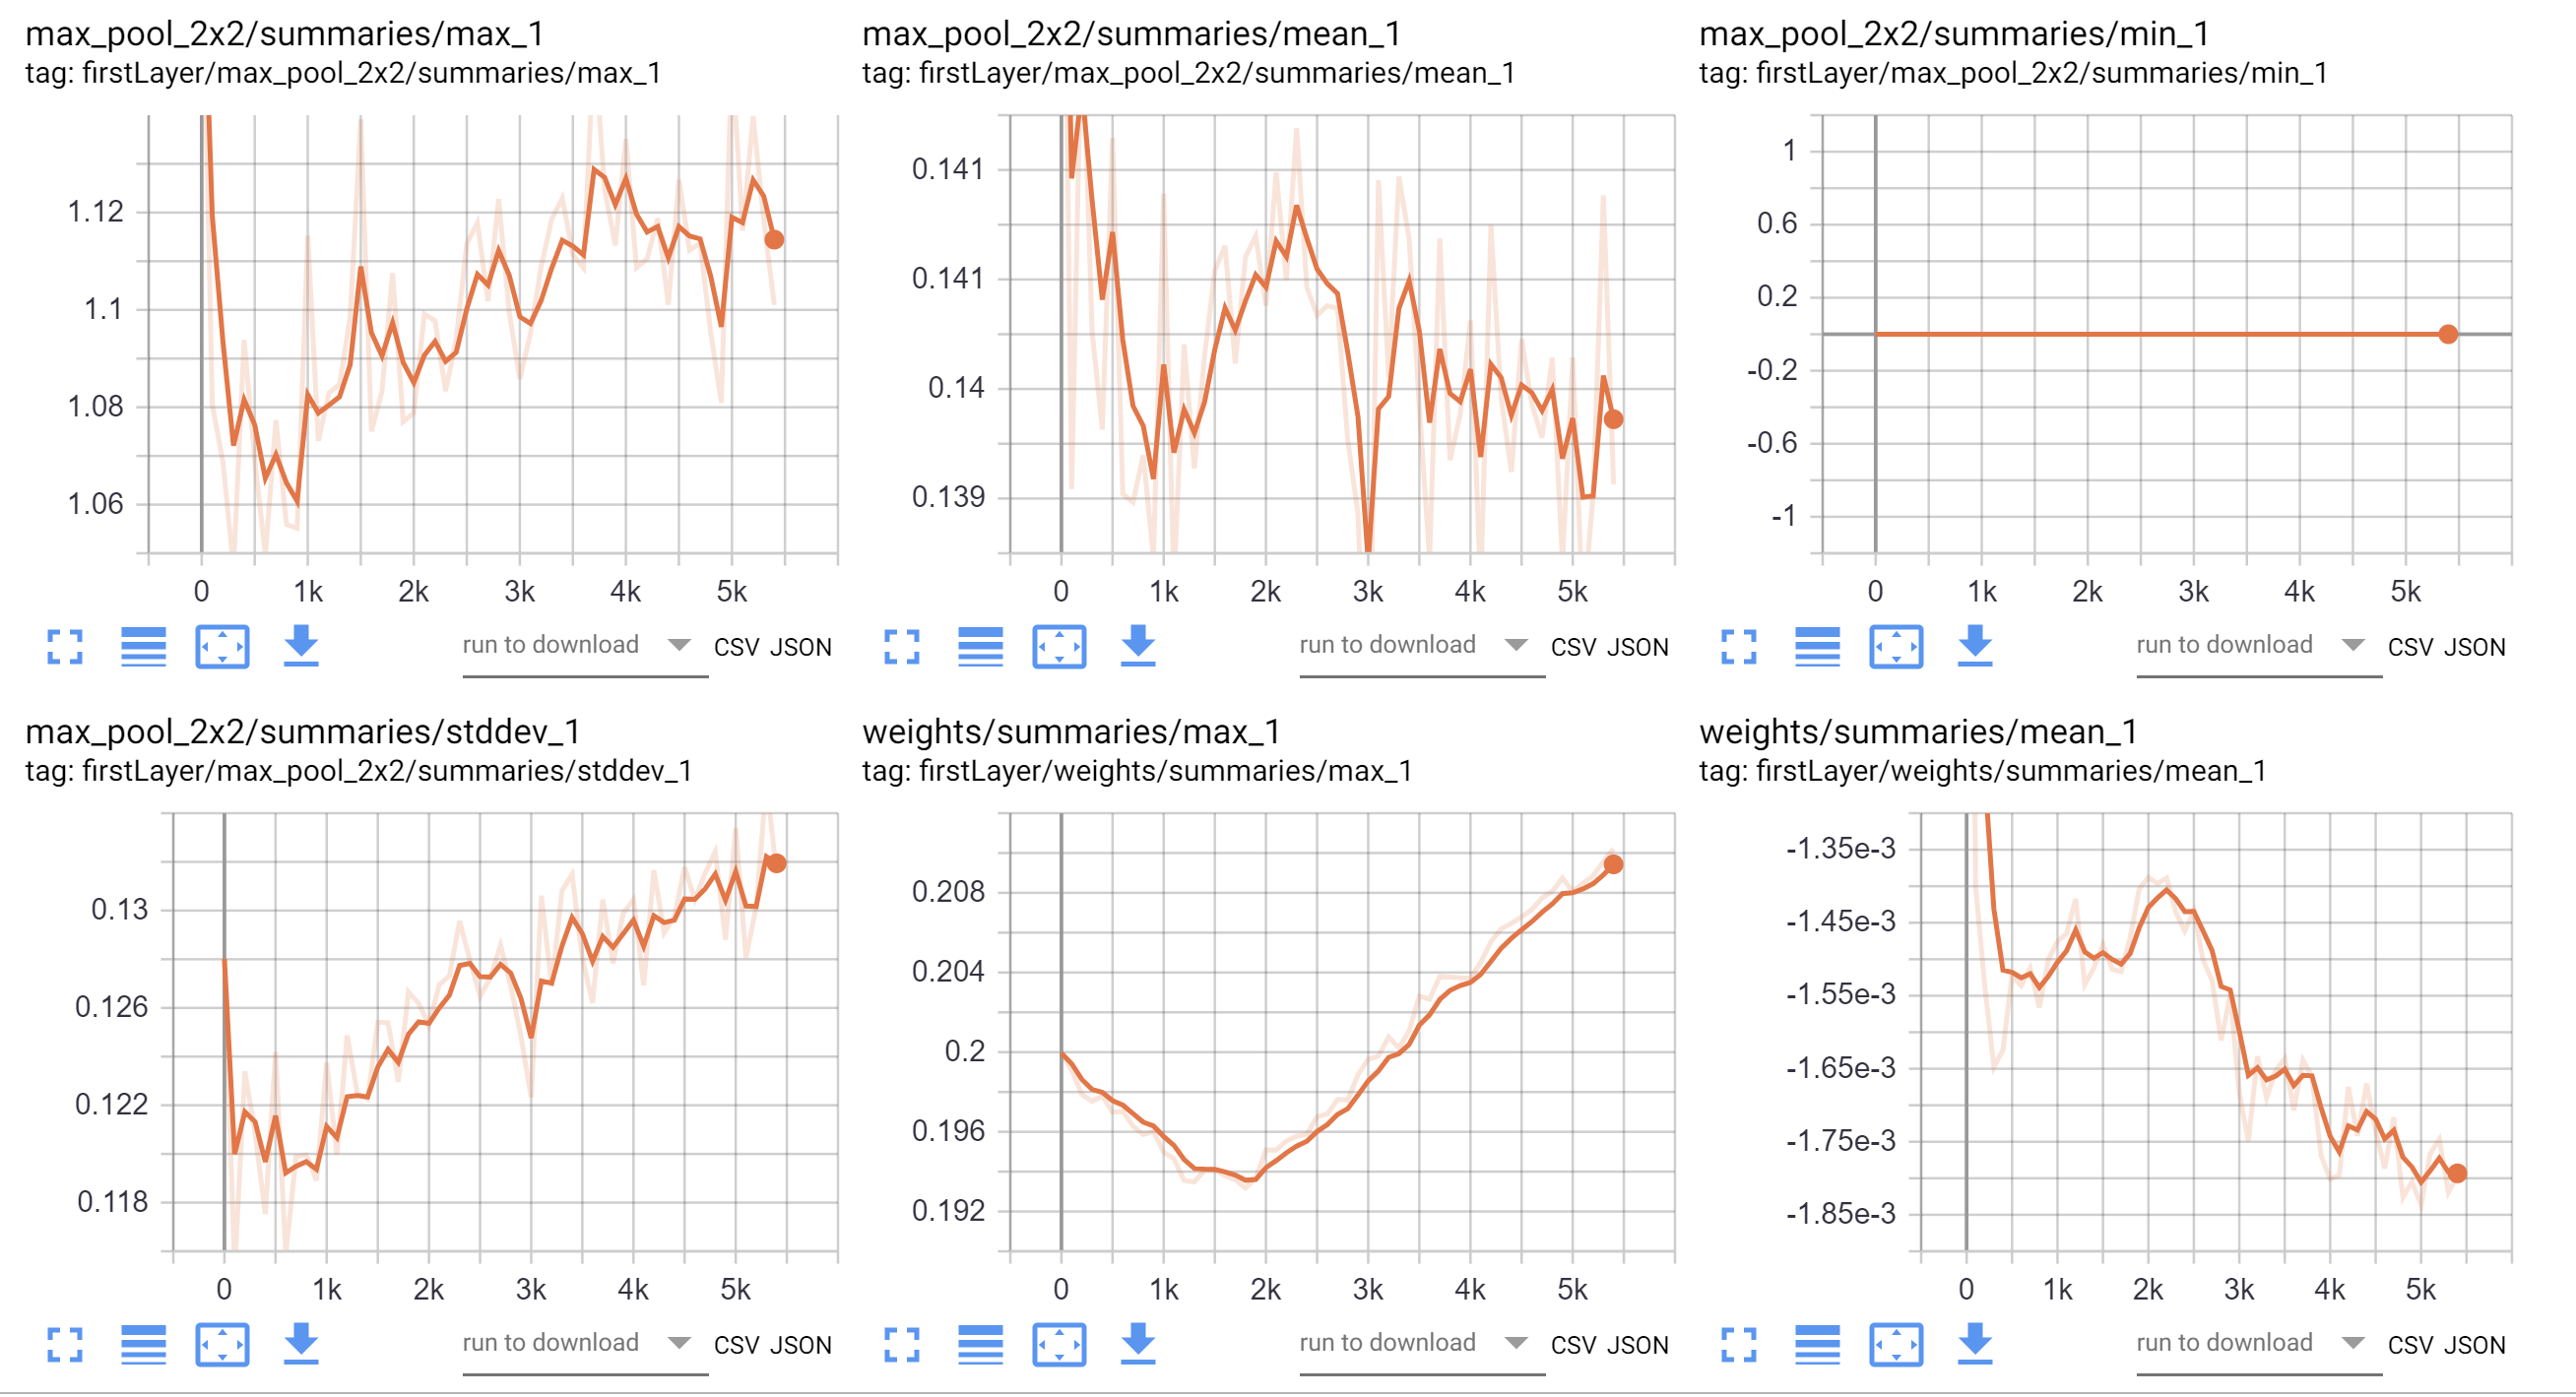 max_pool_2x2/summaries/max_1
tag: firstLayer/max_pool_2x2/summaries/max_1
1.12
1.1
1.08
1.06
0 1k 2k 3k 4k 5k
run to download CSV JSON
max_pool_2x2/summaries/mean_1
tag: firstLayer/max_pool_2x2/summaries/mean_1
0.141
0.141
0.14
0.139
0 1k 2k 3k 4k 5k
run to download CSV JSON
max_pool_2x2/summaries/min_1
tag: firstLayer/max_pool_2x2/summaries/min_1
1
0.6
0.2
-0.2
-0.6
-1
0 1k 2k 3k 4k 5k
run to download CSV JSON
max_pool_2x2/summaries/stddev_1
tag: firstLayer/max_pool_2x2/summaries/stddev_1
0.13
0.126
0.122
0.118
0 1k 2k 3k 4k 5k
run to download CSV JSON
weights/summaries/max_1
tag: firstLayer/weights/summaries/max_1
0.208
0.204
0.2
0.196
0.192
0 1k 2k 3k 4k 5k
run to download CSV JSON
weights/summaries/mean_1
tag: firstLayer/weights/summaries/mean_1
-1.35e-3
-1.45e-3
-1.55e-3
-1.65e-3
-1.75e-3
-1.85e-3
0 1k 2k 3k 4k 5k
run to download CSV JSON